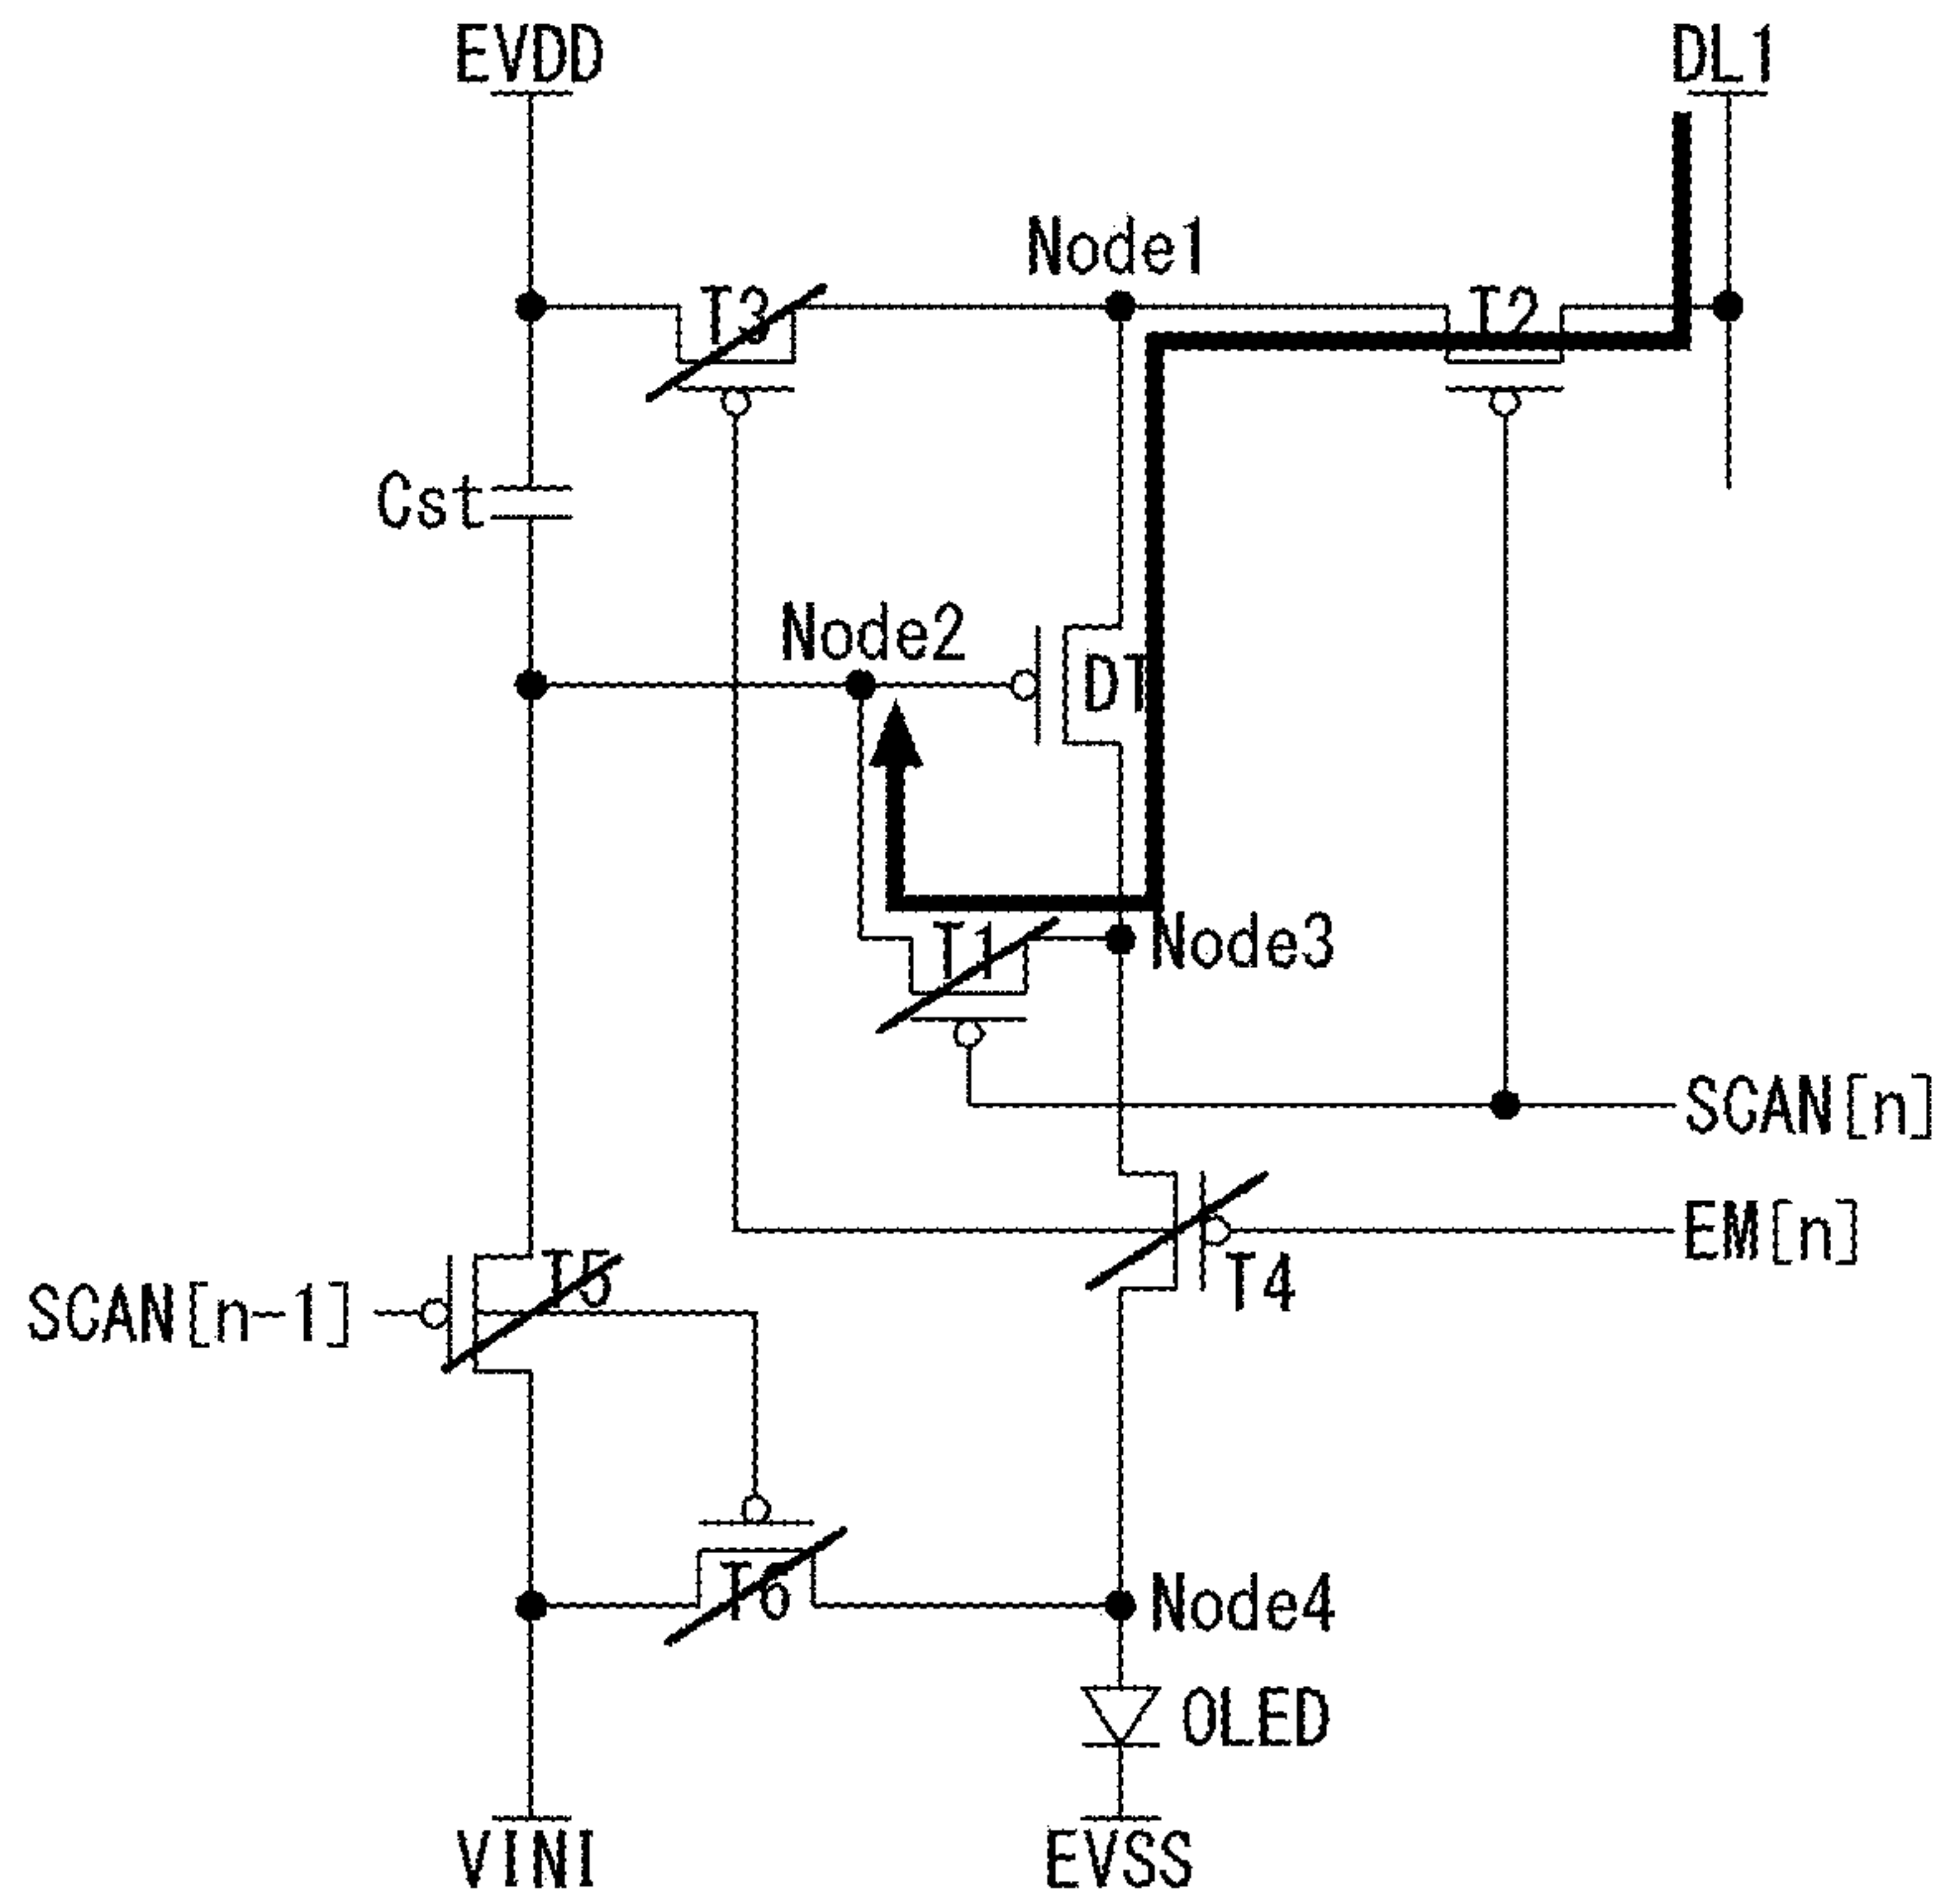 EVDD
DL1
Node1
T3
T2
Cst
Node2
DT
T1
Node3
SCAN[n]
EM[n]
T5
T4
SCAN[n-1]
T6
Node4
OLED
VINI
EVSS